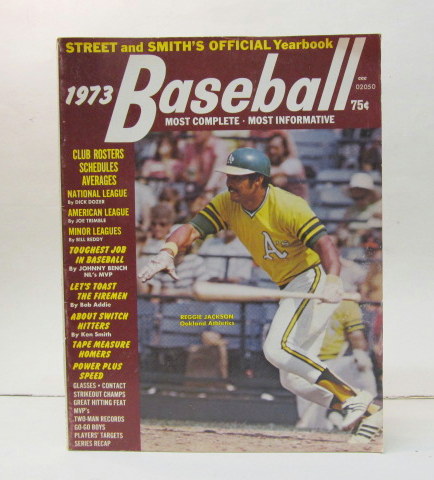 STREET and SMITH'S OFFICIAL Yearbook
1973 Baseball
02050
75¢
MOST COMPLETE · MOST INFORMATIVE
CLUB ROSTERS
SCHEDULES
AVERAGES
NATIONAL LEAGUE
By DICK DOZER
AMERICAN LEAGUE
By JOE TRIMBLE
MINOR LEAGUES
By BILL REDDY
TOUGHEST JOB
IN BASEBALL
By JOHNNY BENCH
NL's MVP
LET'S TOAST
THE FIREMEN
By Bob Addie
ABOUT SWITCH
HITTERS
By Ken Smith
TAPE MEASURE
HOMERS
POWER PLUS
SPEED
GLASSES · CONTACT
STRIKEOUT CHAMPS
GREAT HITTING FEAT
MVP's
TWO-MAN RECORDS
GO-GO BOYS
PLAYERS' TARGETS
SERIES RECAP
A's
REGGIE JACKSON
Oakland Athletics